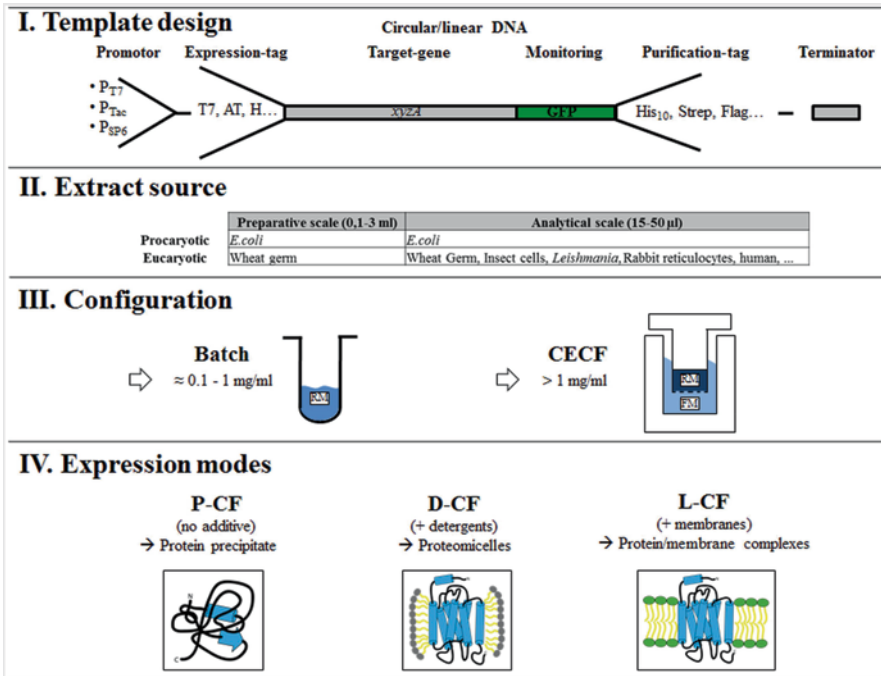 I. Template design
Circular/linear DNA
Promotor Expression-tag Target-gene Monitoring Purification-tag Terminator
• PT7
• PTac
• PSP6
T7, AT, H... xyzA GFP His10, Strep, Flag...
II. Extract source
Preparative scale (0,1-3 ml) Analytical scale (15-50 µl)
Procaryotic E.coli E.coli
Eucaryotic Wheat germ Wheat Germ, Insect cells, Leishmania, Rabbit reticulocytes, human, ...
III. Configuration
Batch
≈ 0.1 - 1 mg/ml
RM
CECF
> 1 mg/ml
RM
FM
IV. Expression modes
P-CF
(no additive)
→ Protein precipitate
N
C
D-CF
(+ detergents)
→ Proteomicelles
L-CF
(+ membranes)
→ Protein/membrane complexes